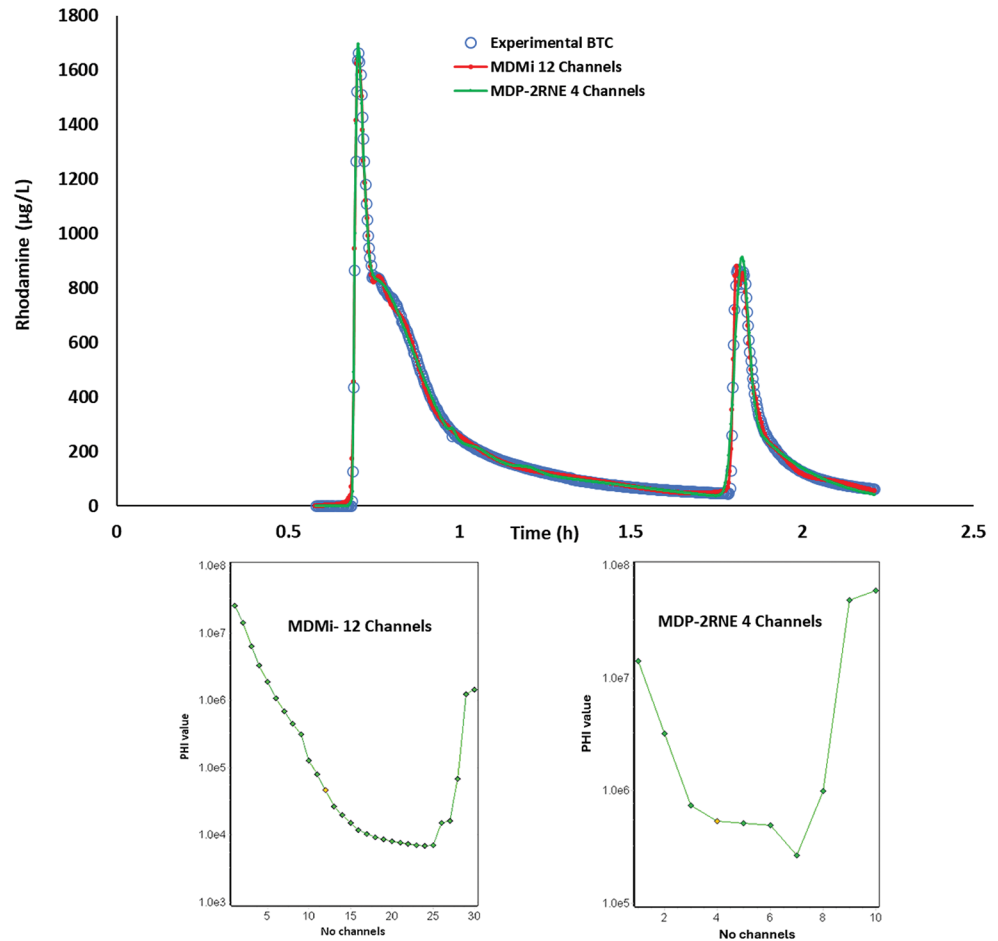 1800
1600
1400
1200
1000
800
600
400
200
0
Rhodamine (µg/L)
Experimental BTC
MDMi 12 Channels
MDP-2RNE 4 Channels
0
0.5
1
1.5
2
2.5
Time (h)
1.0e8
1.0e7
1.0e6
1.0e5
1.0e4
1.0e3
PHI value
MDMi- 12 Channels
5
10
15
20
25
30
No channels
1.0e8
1.0e7
1.0e6
1.0e5
PHI value
MDP-2RNE 4 Channels
2
4
6
8
10
No channels